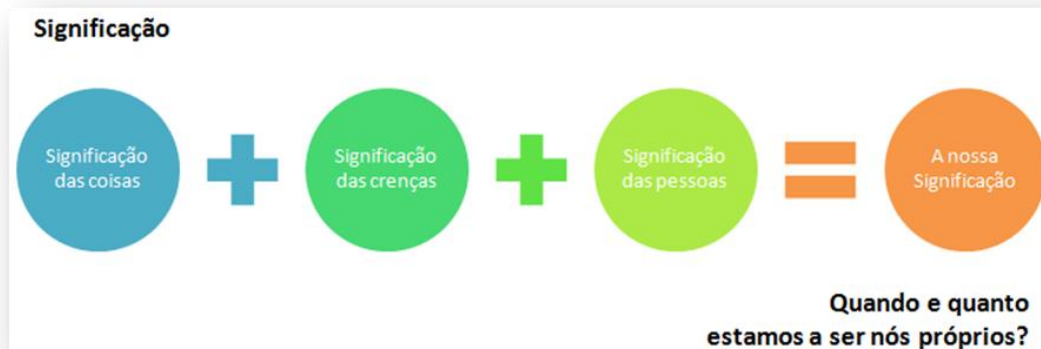 Significação
Significação
das coisas
Significação
das crenças
Significação
das pessoas
A nossa
Significação
Quando e quanto
estamos a ser nós próprios?